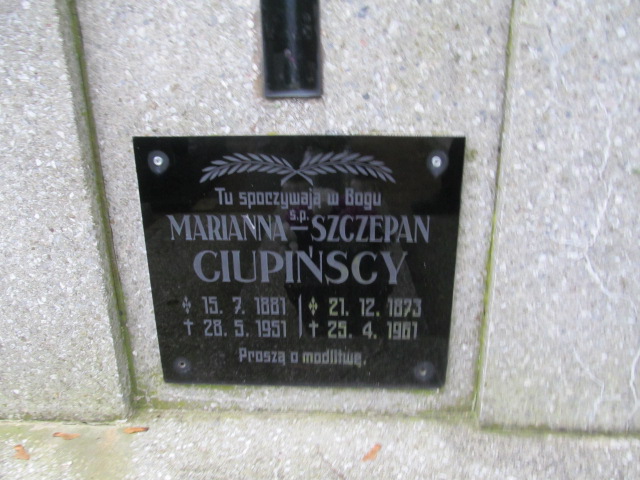 Tu spoczywają w Bogu
ś.p.
MARIANNA – SZCZEPAN
CIUPIŃSCY
15. 7. 1881 21. 12. 1873
† 28. 5. 1951 † 25. 4. 1961
Proszą o modlitwę.